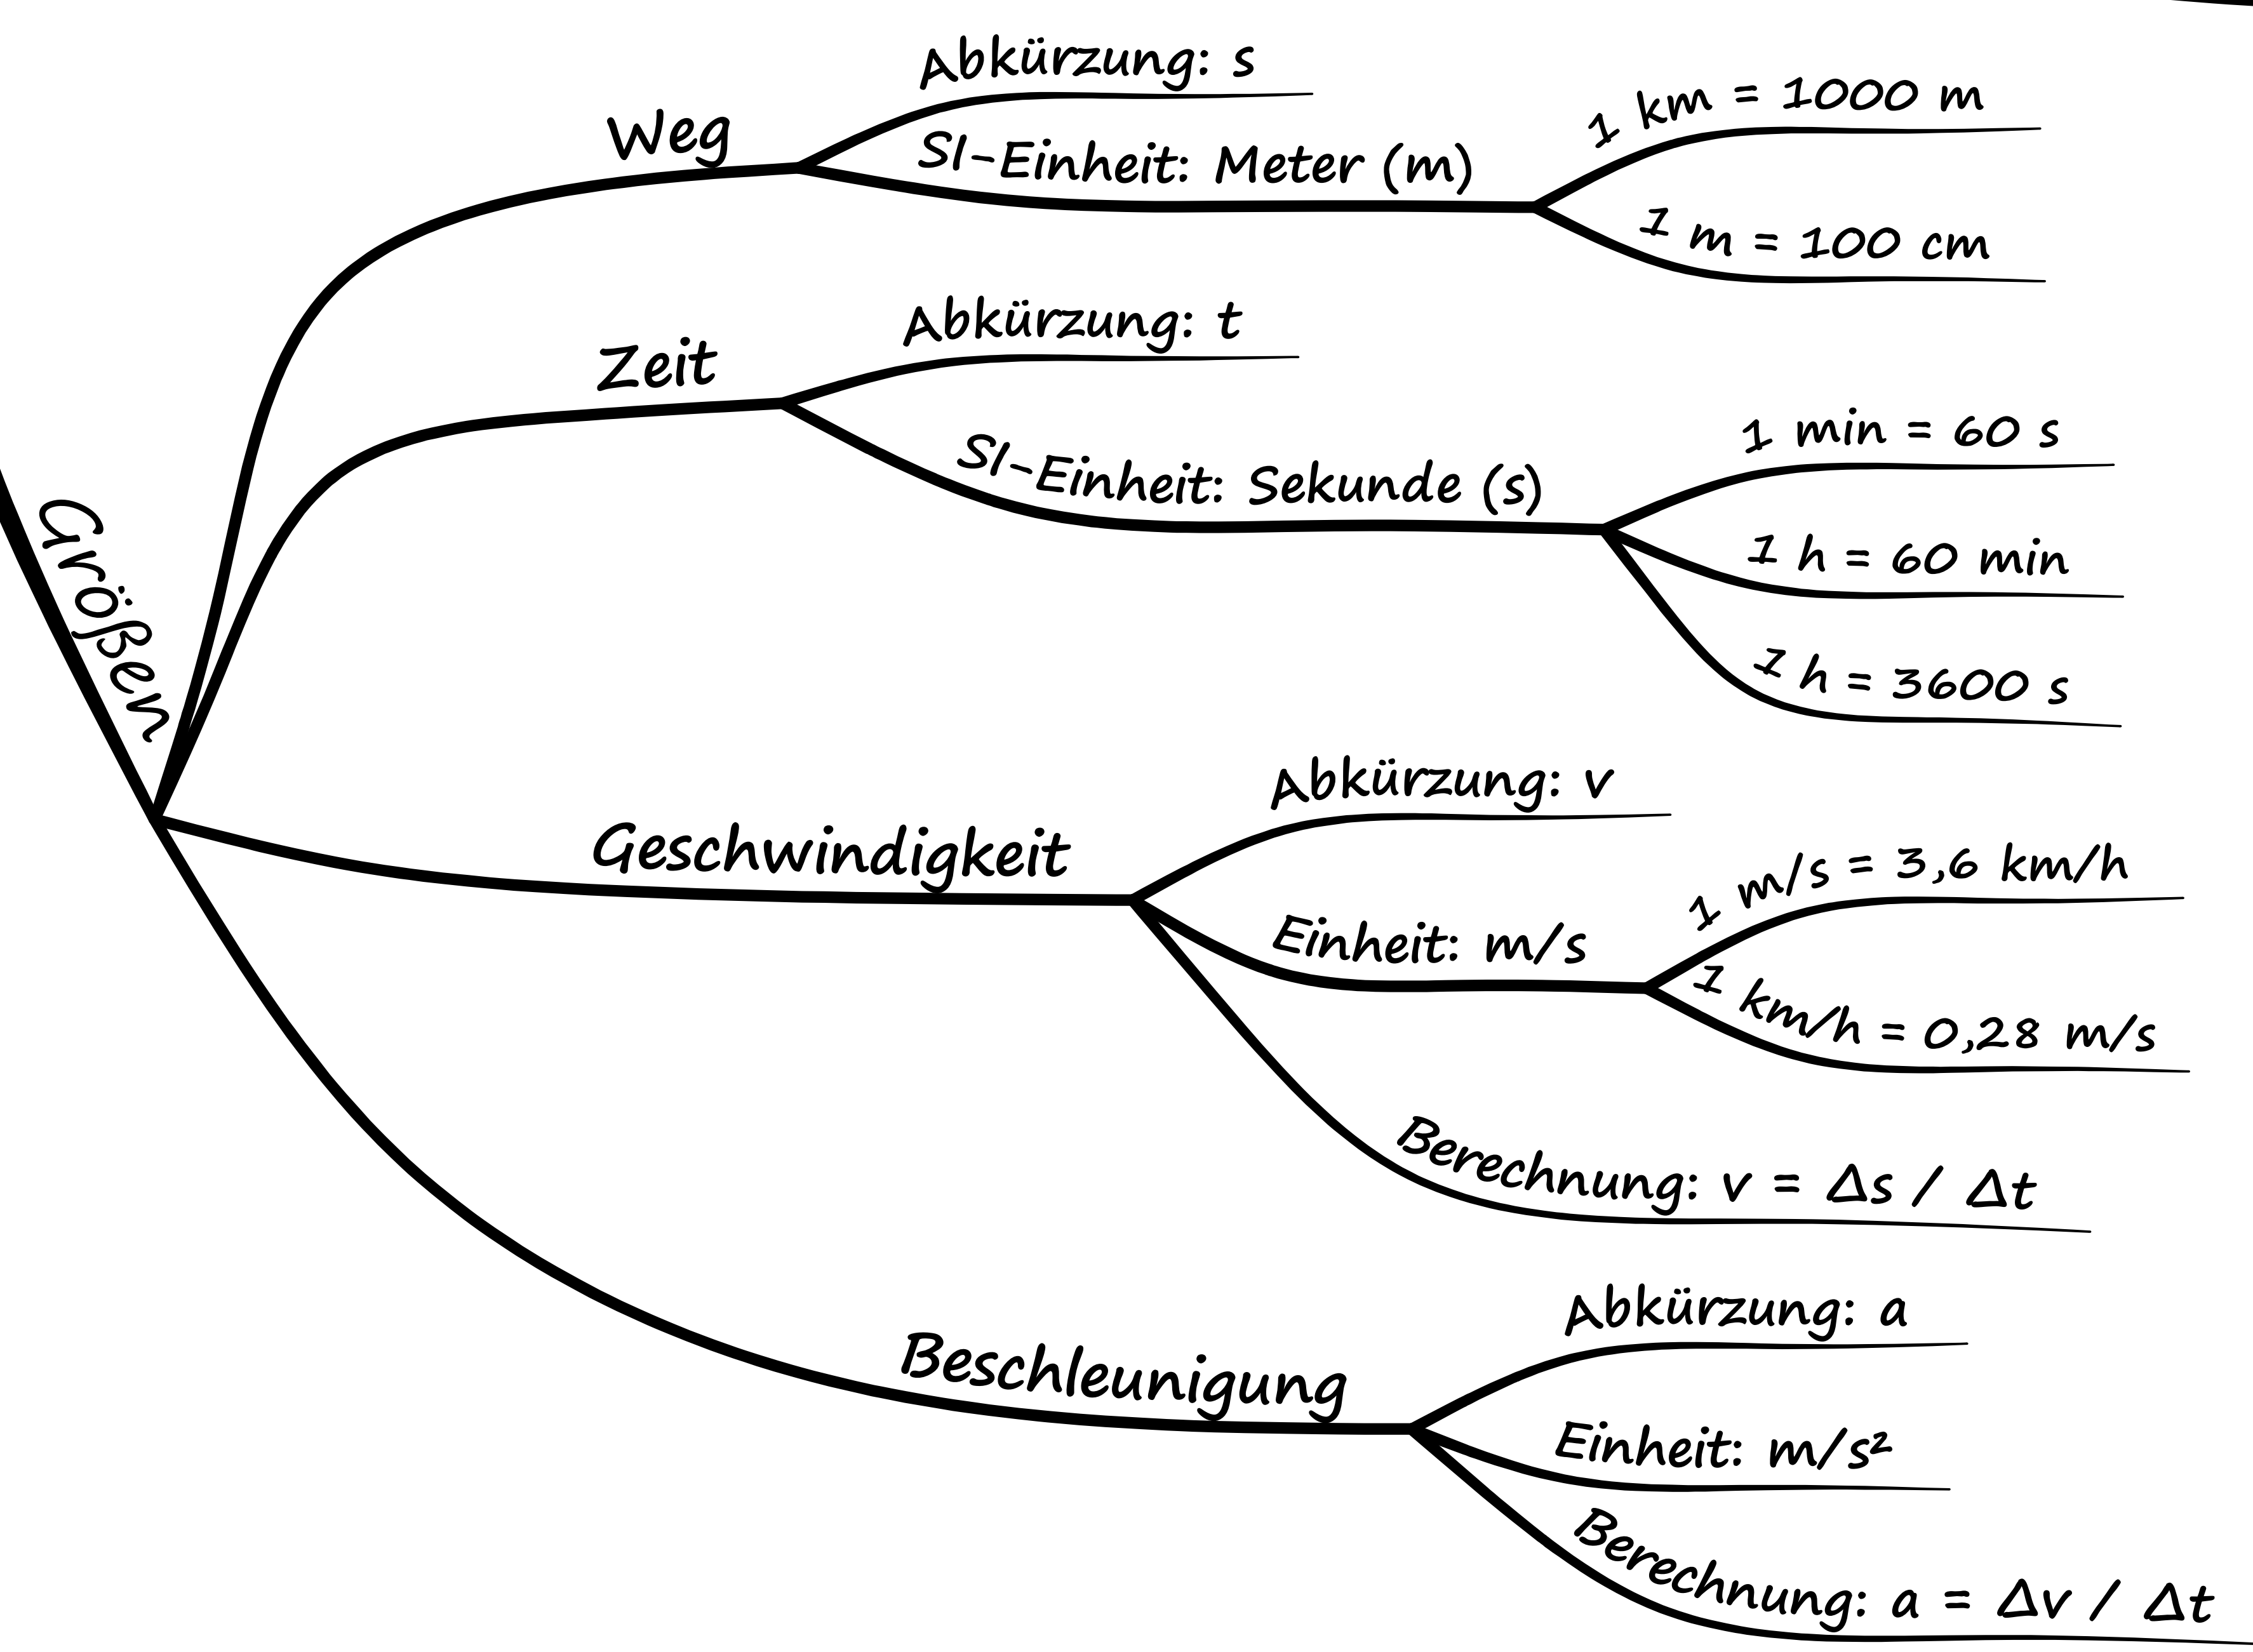 Größen
Weg
Abkürzung: s
SI-Einheit: Meter (m)
1 km = 1000 m
1 m = 100 cm
Zeit
Abkürzung: t
SI-Einheit: Sekunde (s)
1 min = 60 s
1 h = 60 min
1 h = 3600 s
Geschwindigkeit
Abkürzung: v
Einheit: m/s
1 m/s = 3,6 km/h
1 km/h = 0,28 m/s
Berechnung: v = Δs / Δt
Beschleunigung
Abkürzung: a
Einheit: m/s²
Berechnung: a = Δv / Δt